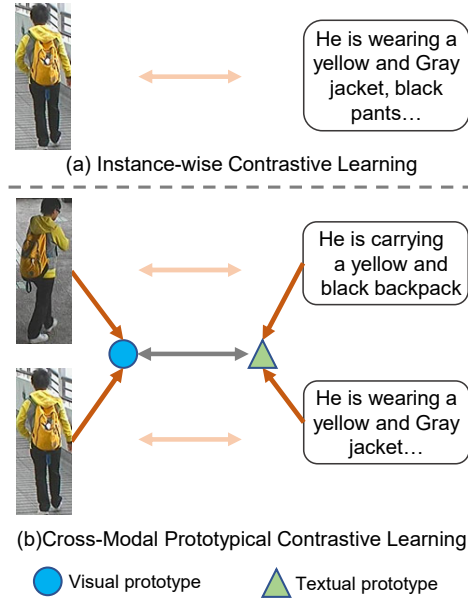 He is wearing a
yellow and Gray
jacket, black
pants…
(a) Instance-wise Contrastive Learning
He is carrying
a yellow and
black backpack
He is wearing a
yellow and Gray
jacket…
(b)Cross-Modal Prototypical Contrastive Learning
Visual prototype
Textual prototype